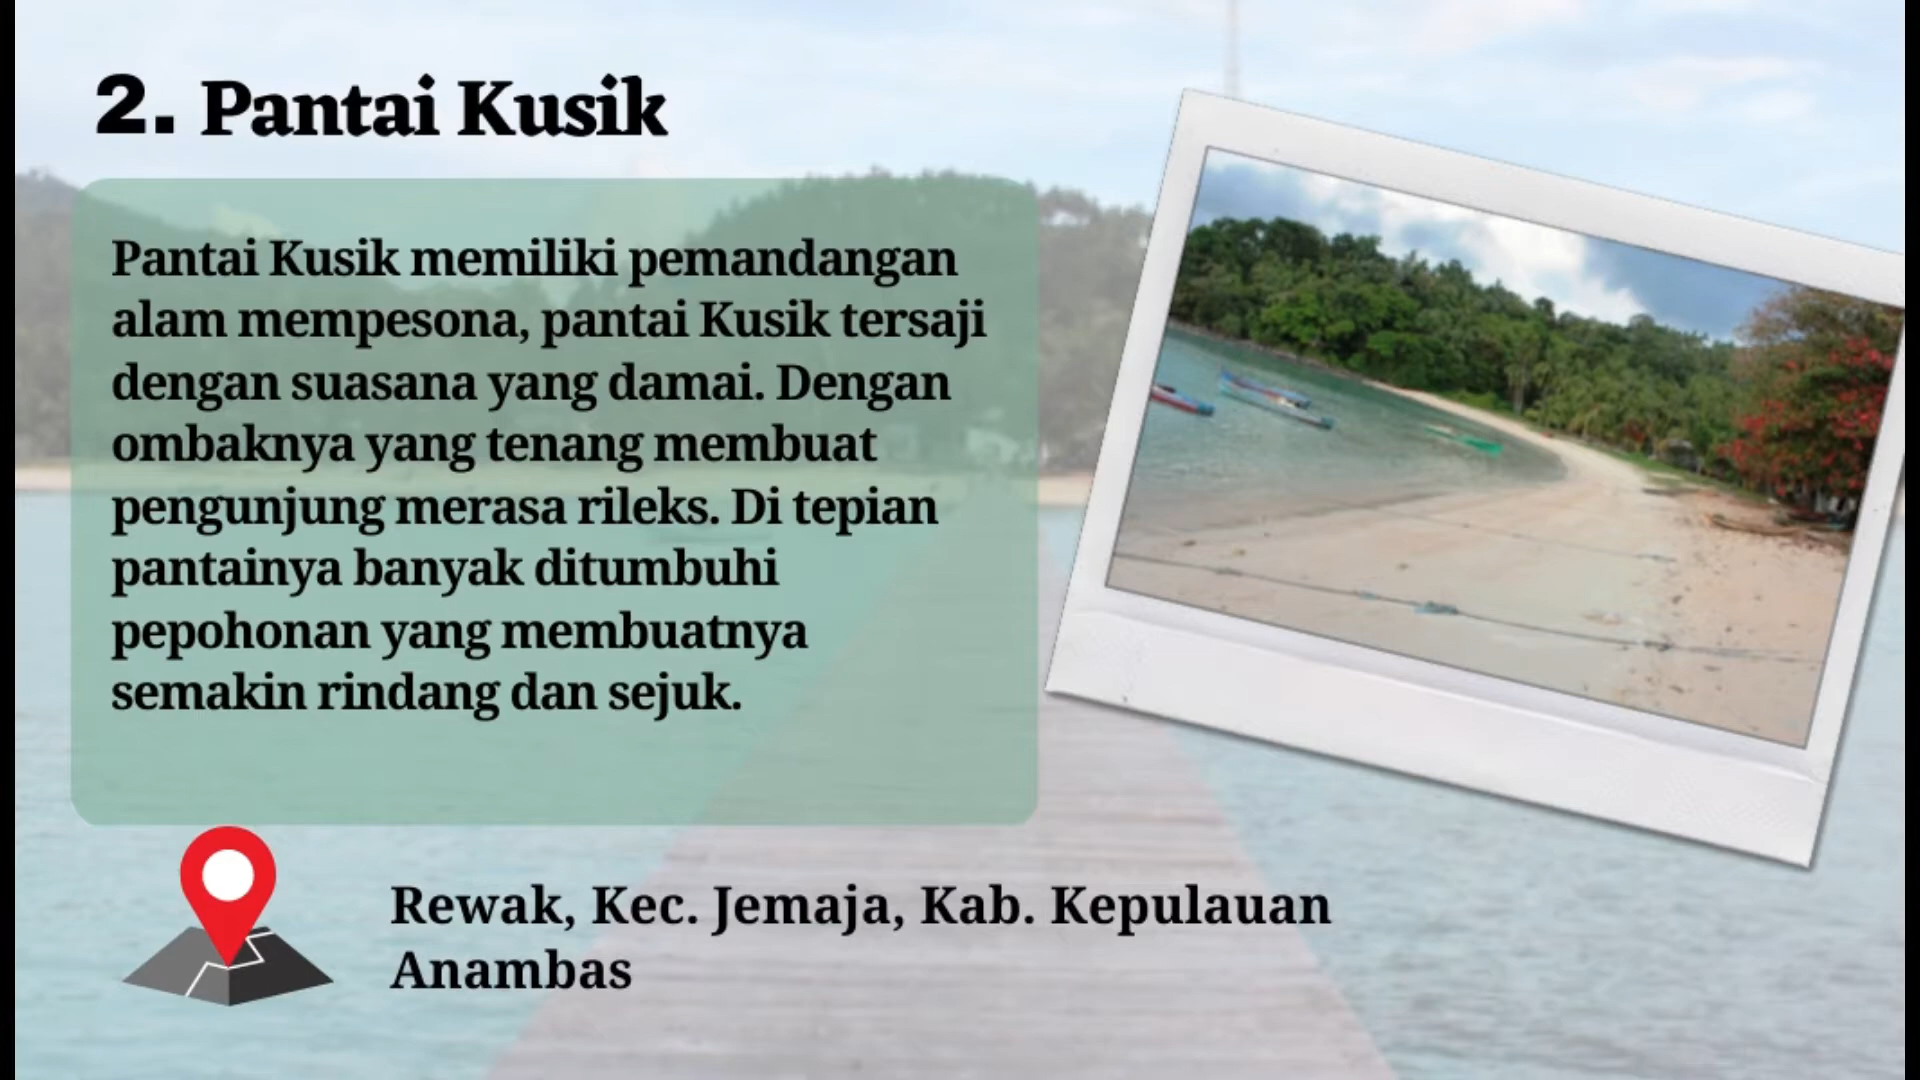 2. Pantai Kusik
Pantai Kusik memiliki pemandangan
alam mempesona, pantai Kusik tersaji
dengan suasana yang damai. Dengan
ombaknya yang tenang membuat
pengunjung merasa rileks. Di tepian
pantainya banyak ditumbuhi
pepohonan yang membuatnya
semakin rindang dan sejuk.
Rewak, Kec. Jemaja, Kab. Kepulauan
Anambas